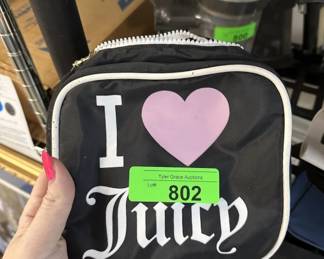 I
Tyler Grace Auctions
Lot# 802
Juicy